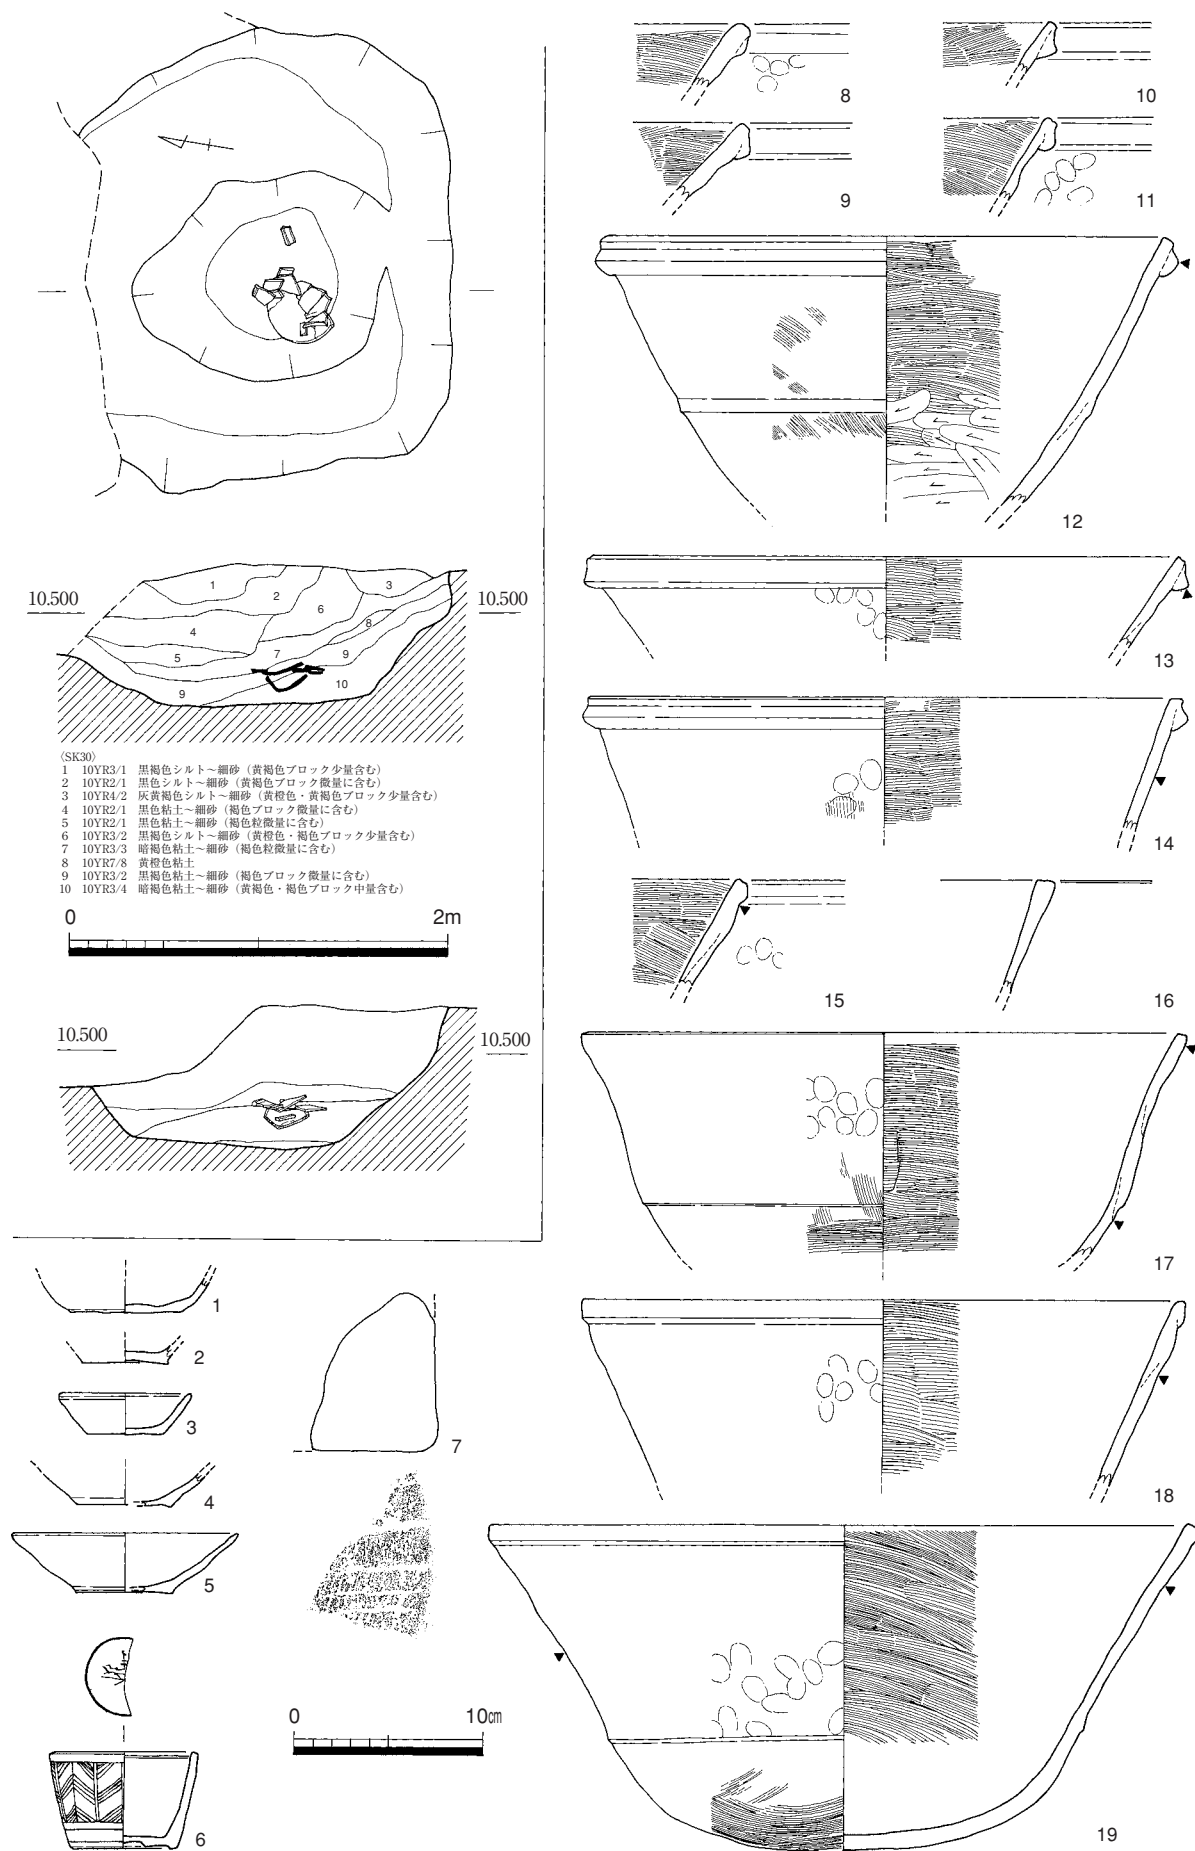 8
10
9
11
12
1
2
3
6
4
8
5
7
9
9
10
10.500
10.500
〈SK30〉
1 10YR3/1 黒褐色シルト～細砂（黄褐色ブロック少量含む）
2 10YR2/1 黒色シルト～細砂（黄褐色ブロック微量に含む）
3 10YR4/2 灰黄褐色シルト～細砂（黄橙色・黄褐色ブロック少量含む）
4 10YR2/1 黒色粘土～細砂（褐色ブロック微量に含む）
5 10YR2/1 黒色粘土～細砂（褐色粒微量に含む）
6 10YR3/2 黒褐色シルト～細砂（黄橙色・褐色ブロック少量含む）
7 10YR3/3 暗褐色粘土～細砂（褐色粒微量に含む）
8 10YR7/8 黄橙色粘土
9 10YR3/2 黒褐色粘土～細砂（褐色ブロック微量に含む）
10 10YR3/4 暗褐色粘土～細砂（黄褐色・褐色ブロック中量含む）
0 2m
10.500
10.500
13
14
15
16
17
18
19
1
2
3
4
5
6
7
0 10㎝